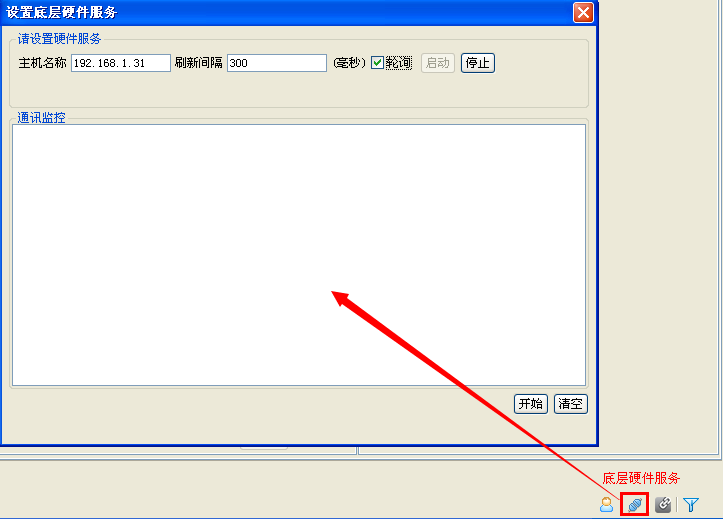 设置底层硬件服务
请设置硬件服务
主机名称 192.168.1.31 刷新间隔 300 (毫秒) 轮询 启动 停止
通讯监控
开始 清空
底层硬件服务